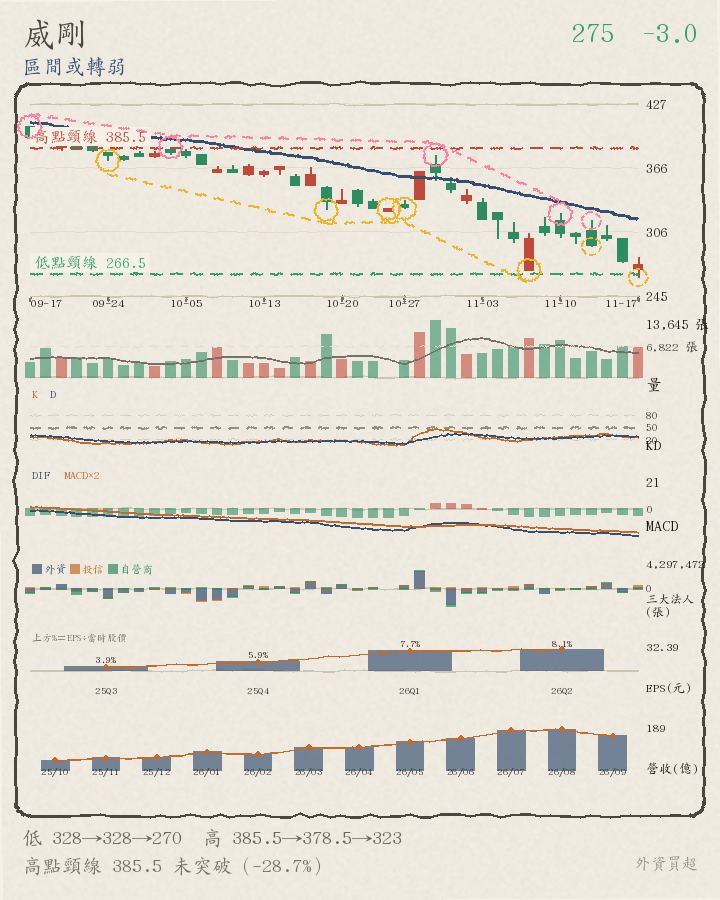 威剛
275 -3.0
區間或轉弱
427
高點頸線 385.5
366
306
低點頸線 266.5
245
09-17 09-24 10-05 10-13 10-20 10-27 11-03 11-10 11-17
13,645 張
6,822 張
量
K D
80
50
20
KD
DIF MACD×2
21
0
MACD
外資 投信 自營商
4,297,472
0
三大法人
(張)
上方%=EPS÷當時股價
3.9% 5.9% 7.7% 8.1%
32.39
25Q3 25Q4 26Q1 26Q2
EPS(元)
189
25/10 25/11 25/12 26/01 26/02 26/03 26/04 26/05 26/06 26/07 26/08 26/09
營收(億)
低 328→328→270 高 385.5→378.5→323
高點頸線 385.5 未突破 (-28.7%)
外資買超